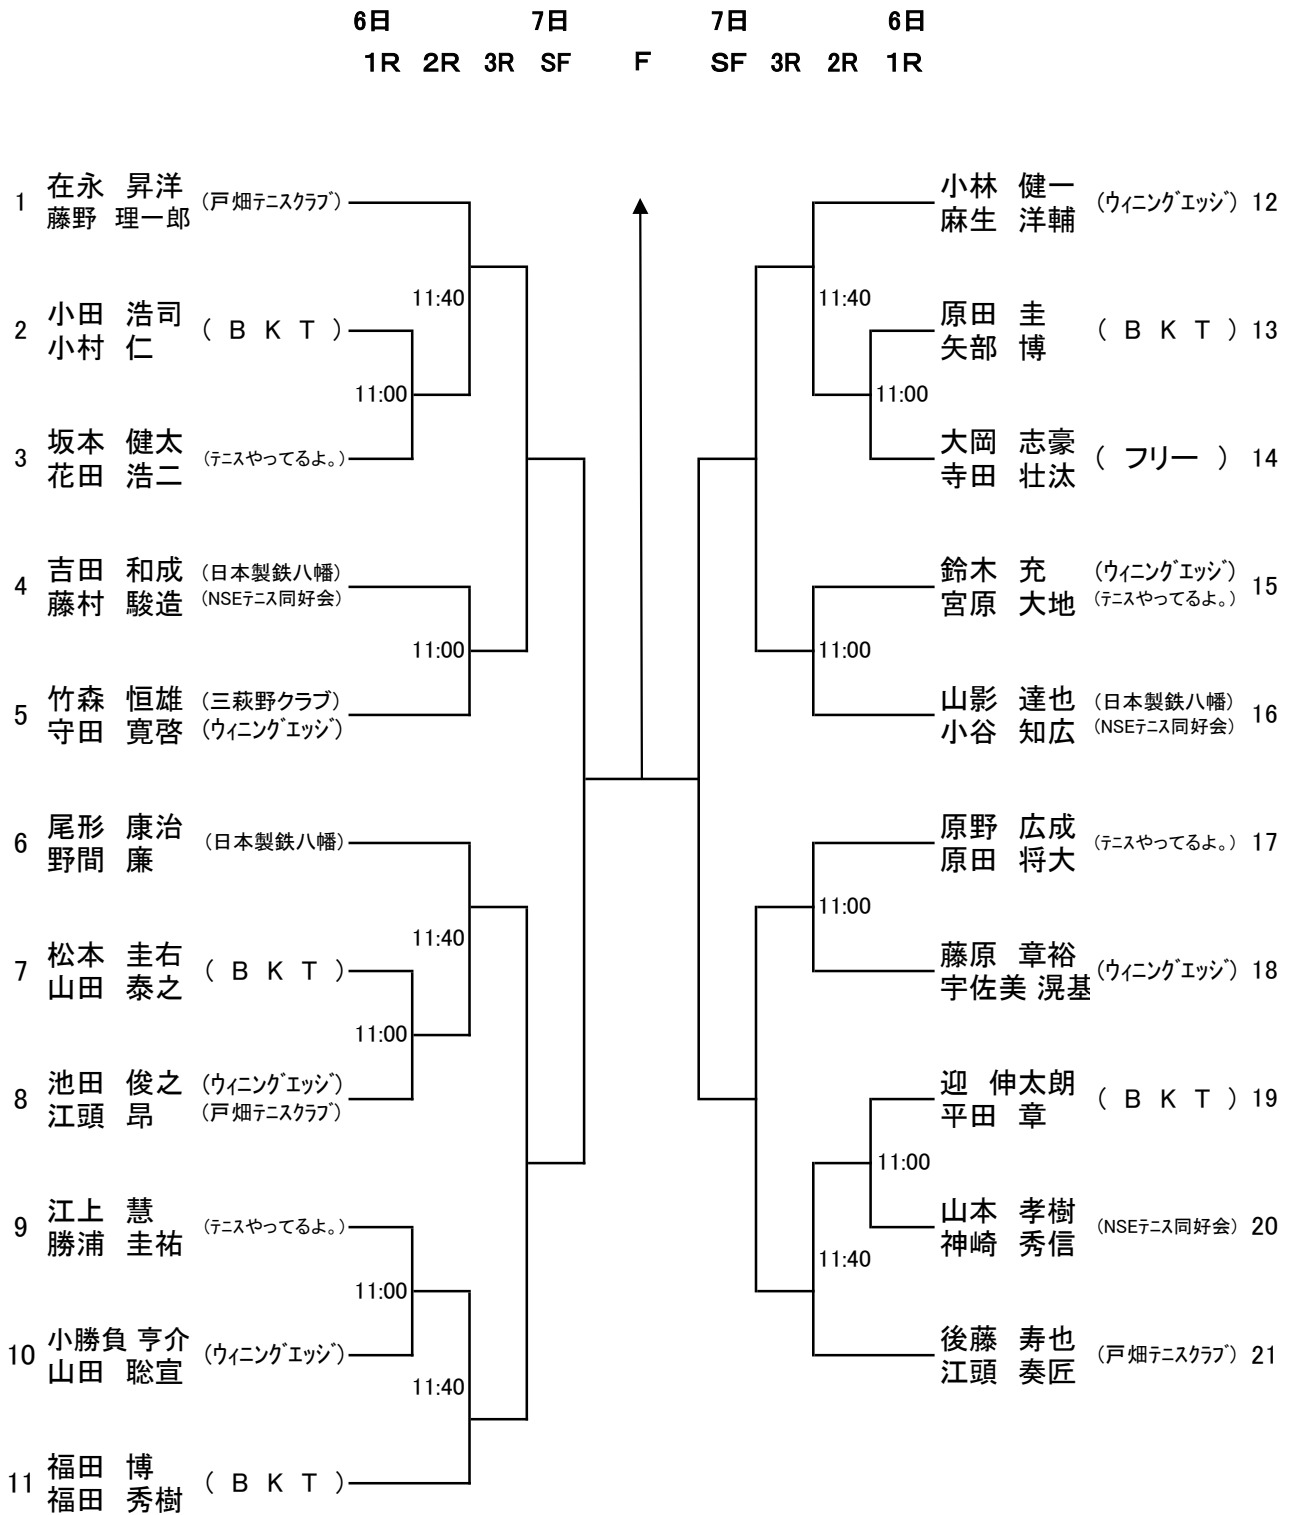 6日 7日 7日 6日
1R 2R 3R SF F SF 3R 2R 1R
1 在永 昇洋 (戸畑テニスクラブ)
藤野 理一郎
11:40
2 小田 浩司 ( B K T )
小村 仁
11:00
3 坂本 健太 (テニスやってるよ。)
花田 浩二
4 吉田 和成 (日本製鉄八幡)
藤村 駿造 (NSEテニス同好会)
11:00
5 竹森 恒雄 (三萩野クラブ)
守田 寛啓 (ウィニングエッジ)
6 尾形 康治 (日本製鉄八幡)
野間 廉
11:40
7 松本 圭右 ( B K T )
山田 泰之
11:00
8 池田 俊之 (ウィニングエッジ)
江頭 昂 (戸畑テニスクラブ)
9 江上 慧 (テニスやってるよ。)
勝浦 圭祐
11:00
10 小勝負 亨介 (ウィニングエッジ)
山田 聡宣
11:40
11 福田 博 ( B K T )
福田 秀樹
小林 健一 (ウィニングエッジ) 12
麻生 洋輔
11:40
原田 圭 ( B K T ) 13
矢部 博
11:00
大岡 志豪 ( フリー ) 14
寺田 壮汰
鈴木 充 (ウィニングエッジ) 15
宮原 大地 (テニスやってるよ。)
11:00
山影 達也 (日本製鉄八幡) 16
小谷 知広 (NSEテニス同好会)
原野 広成 (テニスやってるよ。) 17
原田 将大
11:00
藤原 章裕 (ウィニングエッジ) 18
宇佐美 滉基
迎 伸太朗 ( B K T ) 19
平田 章
11:00
山本 孝樹 (NSEテニス同好会) 20
神崎 秀信
11:40
後藤 寿也 (戸畑テニスクラブ) 21
江頭 奏匠